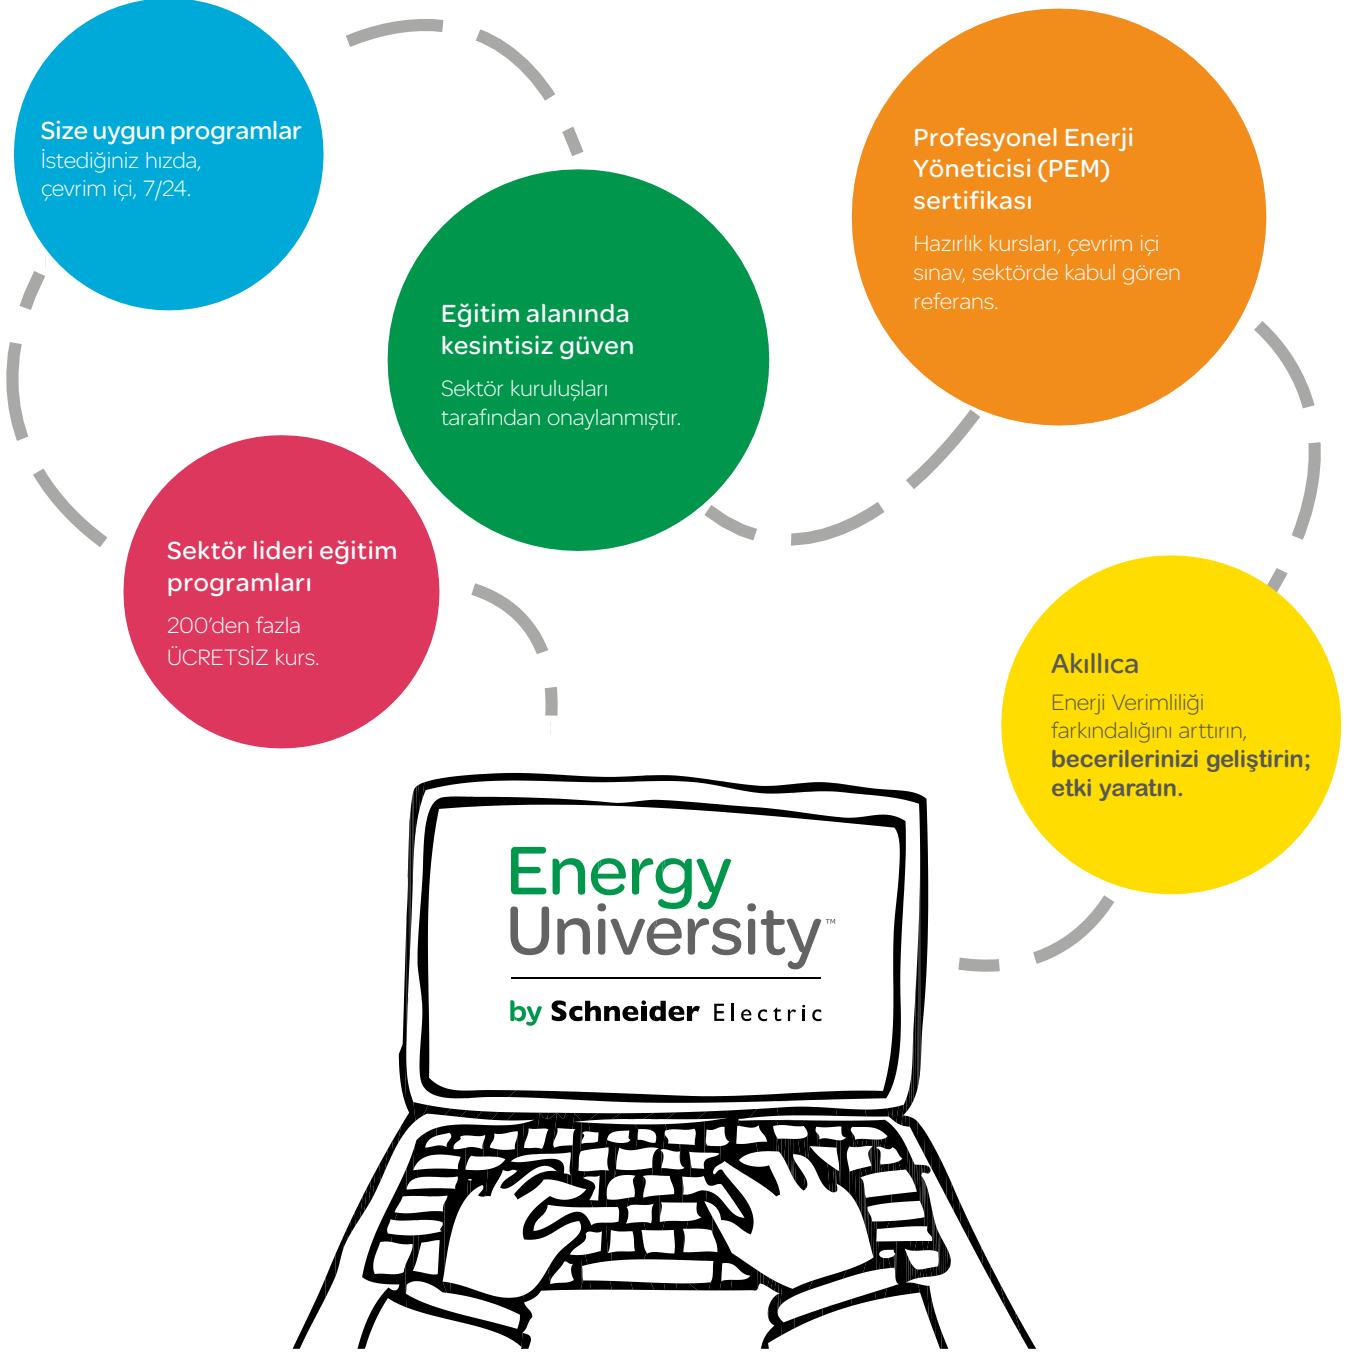 Size uygun programlar
İstediğiniz hızda,
çevrim içi, 7/24.
Eğitim alanında
kesintisiz güven
Sektör kuruluşları
tarafından onaylanmıştır.
Profesyonel Enerji
Yöneticisi (PEM)
sertifikası
Hazırlık kursları, çevrim içi
sınav, sektörde kabul gören
referans.
Sektör lideri eğitim
programları
200’den fazla
ÜCRETSİZ kurs.
Akıllıca
Enerji Verimliliği
farkındalığını arttırın,
becerilerinizi geliştirin;
etki yaratın.
Energy
University™
by Schneider Electric